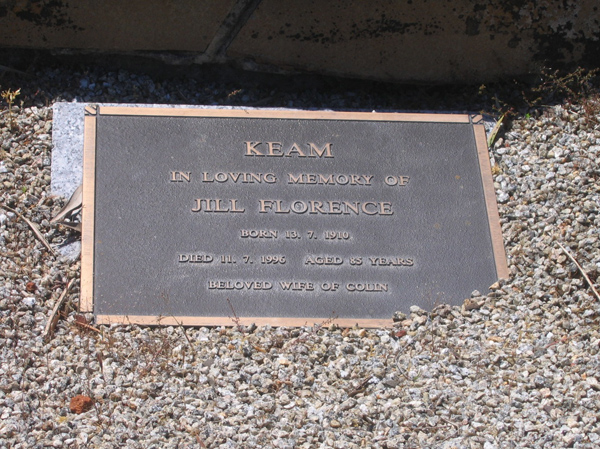 KEAM
IN LOVING MEMORY OF
JILL FLORENCE
BORN 13. 7. 1910
DIED 11. 7. 1996 AGED 85 YEARS
BELOVED WIFE OF COLIN